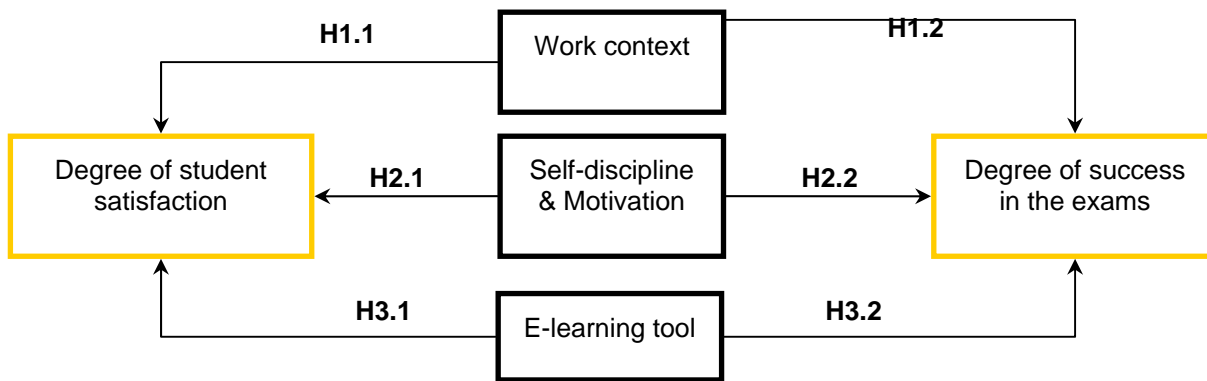 H1.1
Work context
H1.2
Degree of student
satisfaction
H2.1
Self-discipline
& Motivation
H2.2
Degree of success
in the exams
H3.1
E-learning tool
H3.2